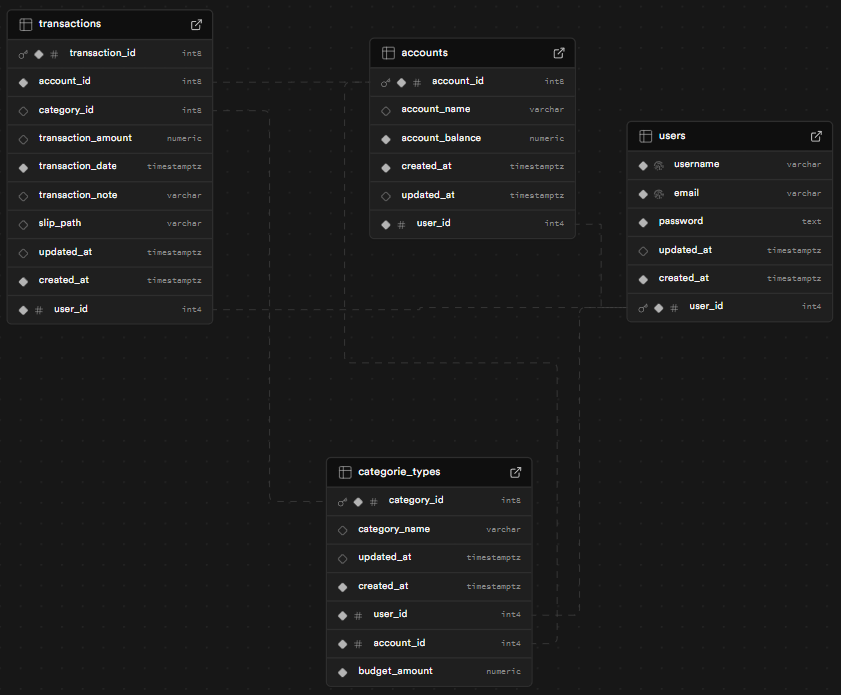 transactions
# transaction_id int8
account_id int8
category_id int8
transaction_amount numeric
transaction_date timestamptz
transaction_note varchar
slip_path varchar
updated_at timestamptz
created_at timestamptz
# user_id int4
accounts
# account_id int8
account_name varchar
account_balance numeric
created_at timestamptz
updated_at timestamptz
# user_id int4
users
username varchar
email varchar
password text
updated_at timestamptz
created_at timestamptz
# user_id int4
categorie_types
# category_id int8
category_name varchar
updated_at timestamptz
created_at timestamptz
# user_id int4
# account_id int4
budget_amount numeric